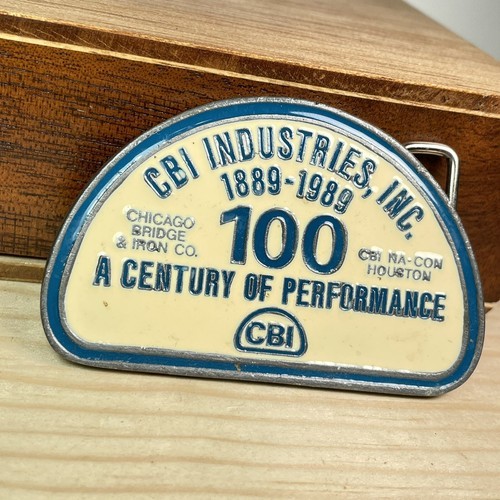 CBI INDUSTRIES, INC.
1889-1989
100
CHICAGO
BRIDGE
& IRON CO.
CBI NA-CON
HOUSTON
A CENTURY OF PERFORMANCE
CBI